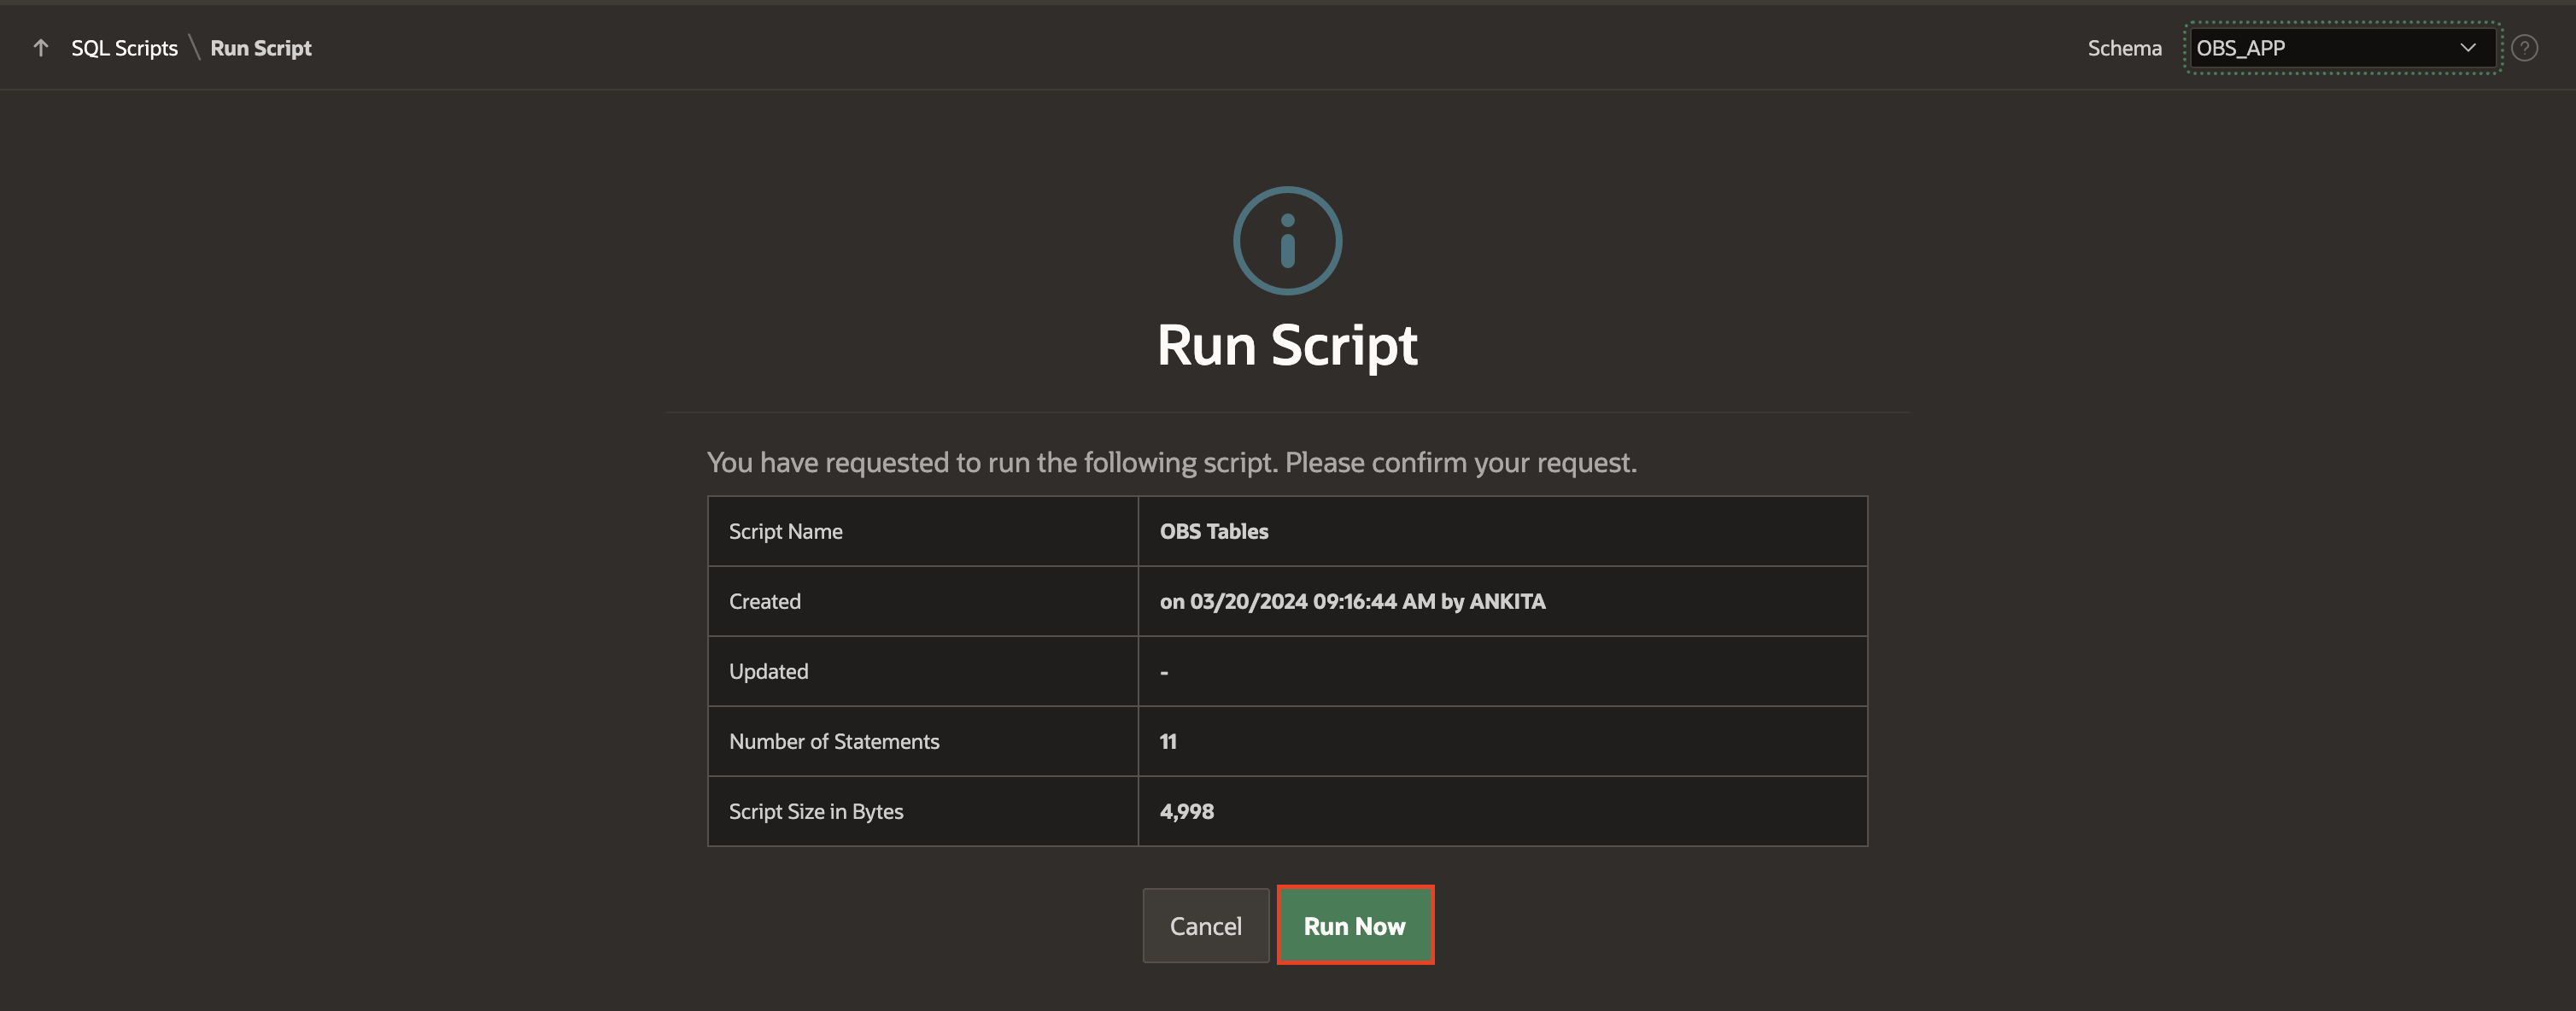 SQL Scripts \ Run Script
Schema OBS_APP ?
Run Script
You have requested to run the following script. Please confirm your request.
Script Name OBS Tables
Created on 03/20/2024 09:16:44 AM by ANKITA
Updated -
Number of Statements 11
Script Size in Bytes 4,998
Cancel Run Now